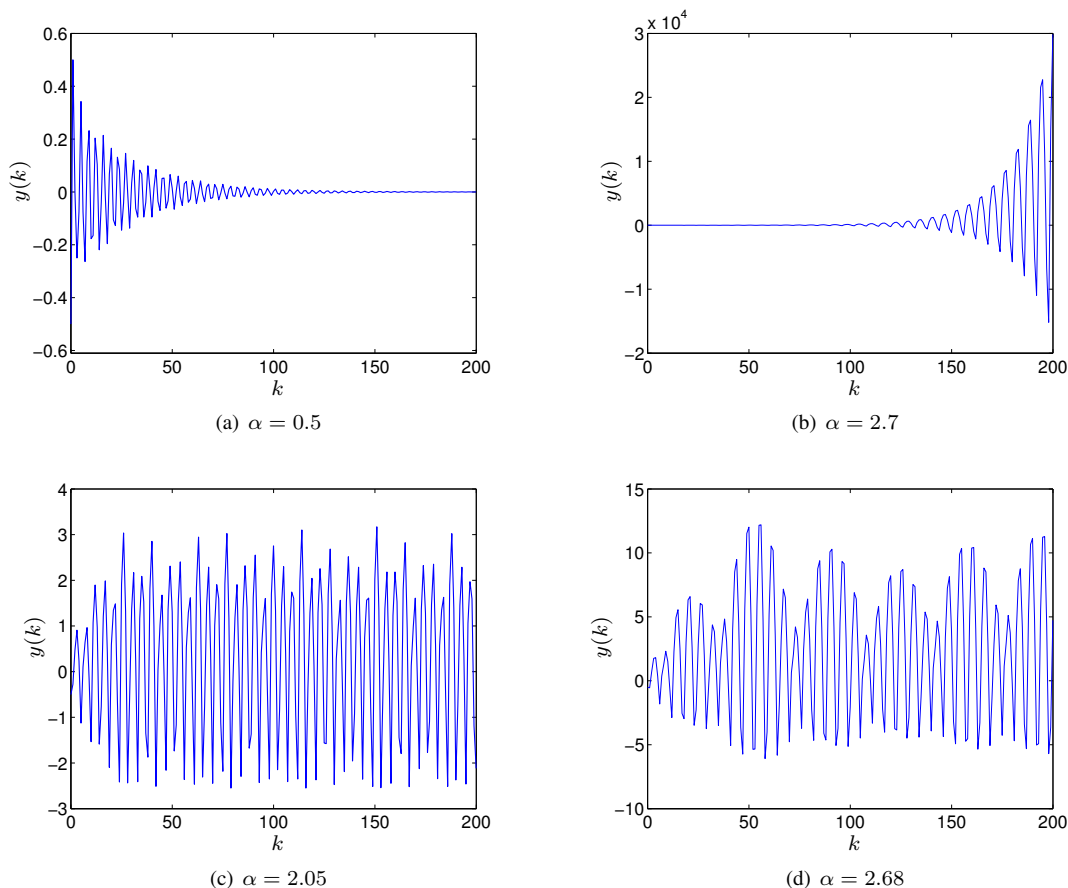 0.6
0.4
0.2
0
−0.2
−0.4
−0.6
y(k)
0 50 100 150 200
k
(a) α = 0.5
x 10⁴
3
2
1
0
−1
−2
y(k)
0 50 100 150 200
k
(b) α = 2.7
4
3
2
1
0
−1
−2
−3
y(k)
0 50 100 150 200
k
(c) α = 2.05
15
10
5
0
−5
−10
y(k)
0 50 100 150 200
k
(d) α = 2.68